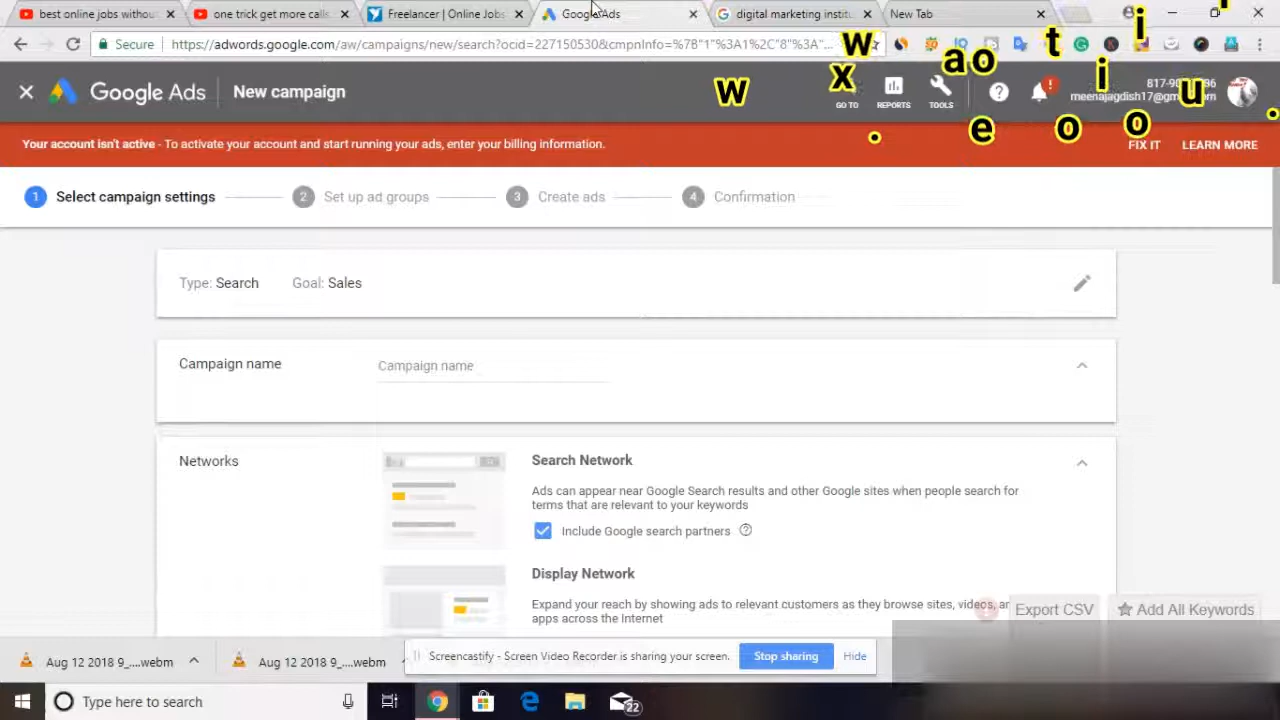 best online jobs withou
one trick get more calls
Freelancer | Online Jobs
Google Ads
digital marketing institu
New Tab
Secure
https://adwords.google.com/aw/campaigns/new/search?ocid=227150530&cmpnInfo=%7B"1"%3A1%2C"8"%3A"...
w
t
i
Google Ads
New campaign
w
x
a
o
i
u
GO TO
REPORTS
TOOLS
.
e
o
o
.
Your account isn't active - To activate your account and start running your ads, enter your billing information.
FIX IT
LEARN MORE
1 Select campaign settings
2 Set up ad groups
3 Create ads
4 Confirmation
Type: Search Goal: Sales
Campaign name
Campaign name
Networks
Search Network
Ads can appear near Google Search results and other Google sites when people search for
terms that are relevant to your keywords
Include Google search partners
Display Network
Expand your reach by showing ads to relevant customers as they browse sites, videos,
apps across the Internet
Export CSV
Add All Keywords
Aug 12 2018 9_....webm
Aug 12 2018 9_....webm
Screencastify - Screen Video Recorder is sharing your screen.
Stop sharing
Hide
Type here to search
22